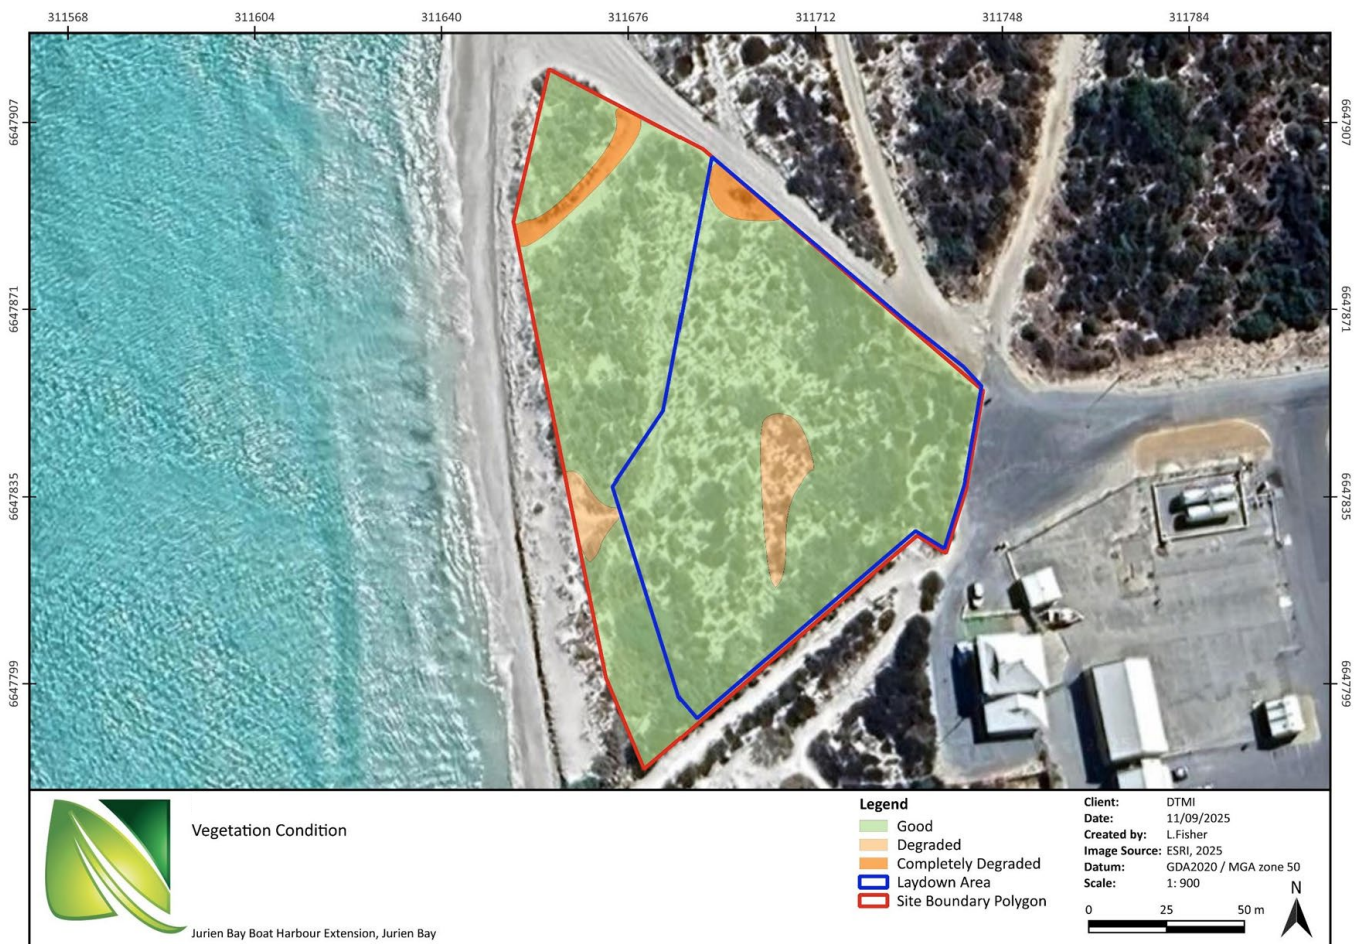 311568 311604 311640 311676 311712 311748 311784
6647907 6647907
6647871 6647871
6647835 6647835
6647799 6647799
Vegetation Condition
Jurien Bay Boat Harbour Extension, Jurien Bay
Legend
Good
Degraded
Completely Degraded
Laydown Area
Site Boundary Polygon
Client: DTMI
Date: 11/09/2025
Created by: L.Fisher
Image Source: ESRI, 2025
Datum: GDA2020 / MGA zone 50
Scale: 1: 900
N
0 25 50 m